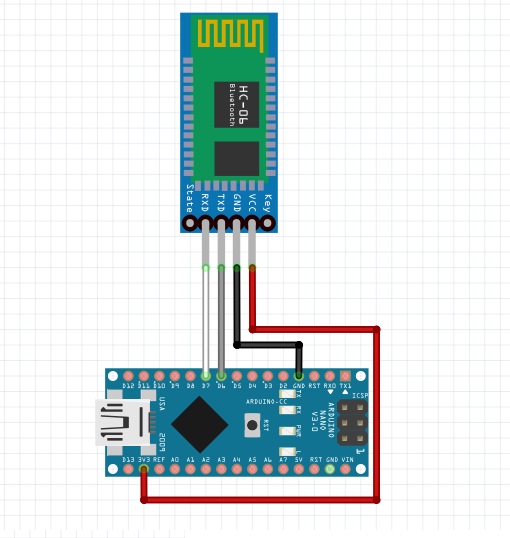 HC-06
Bluetooth
State RXD TXD GND VCC Key
D12 D11 D10 D9 D8 D7 D6 D5 D4 D3 D2 GND RST RX0 TX1
USA
2009
ARDUINO-CC
RST
TX
RX
PWR
L
ARDUINO
NANO
V3.0
ICSP
1
D13 3V3 REF A0 A1 A2 A3 A4 A5 A6 A7 5V RST GND VIN